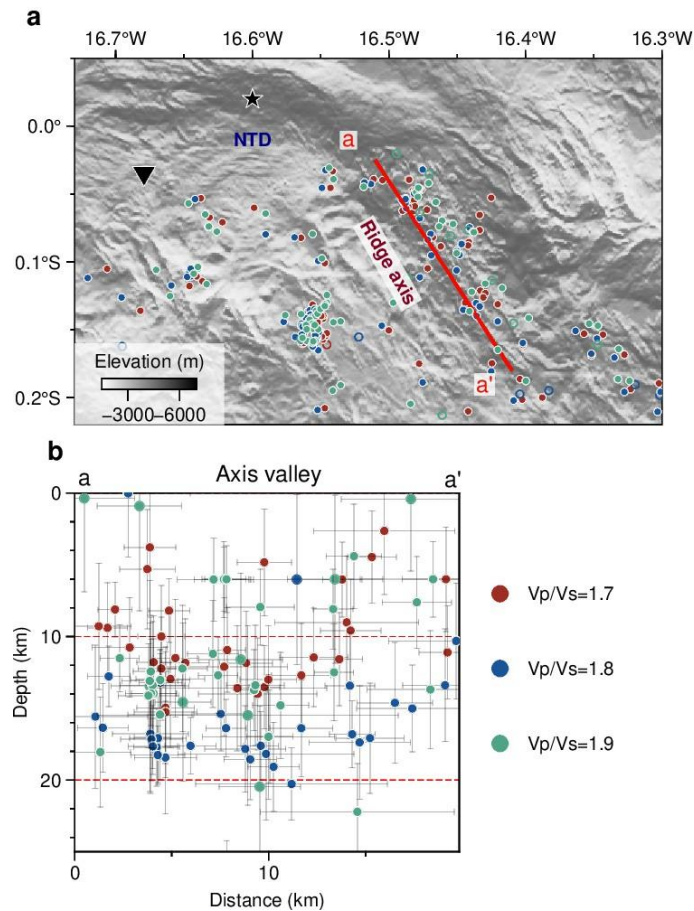 a
16.7°W 16.6°W 16.5°W 16.4°W 16.3°W
0.0°
NTD
a
0.1°S
Ridge axis
Elevation (m)
−3000−6000
0.2°S
a'
b
a Axis valley a'
0
10
20
Depth (km)
0 10
Distance (km)
Vp/Vs=1.7
Vp/Vs=1.8
Vp/Vs=1.9